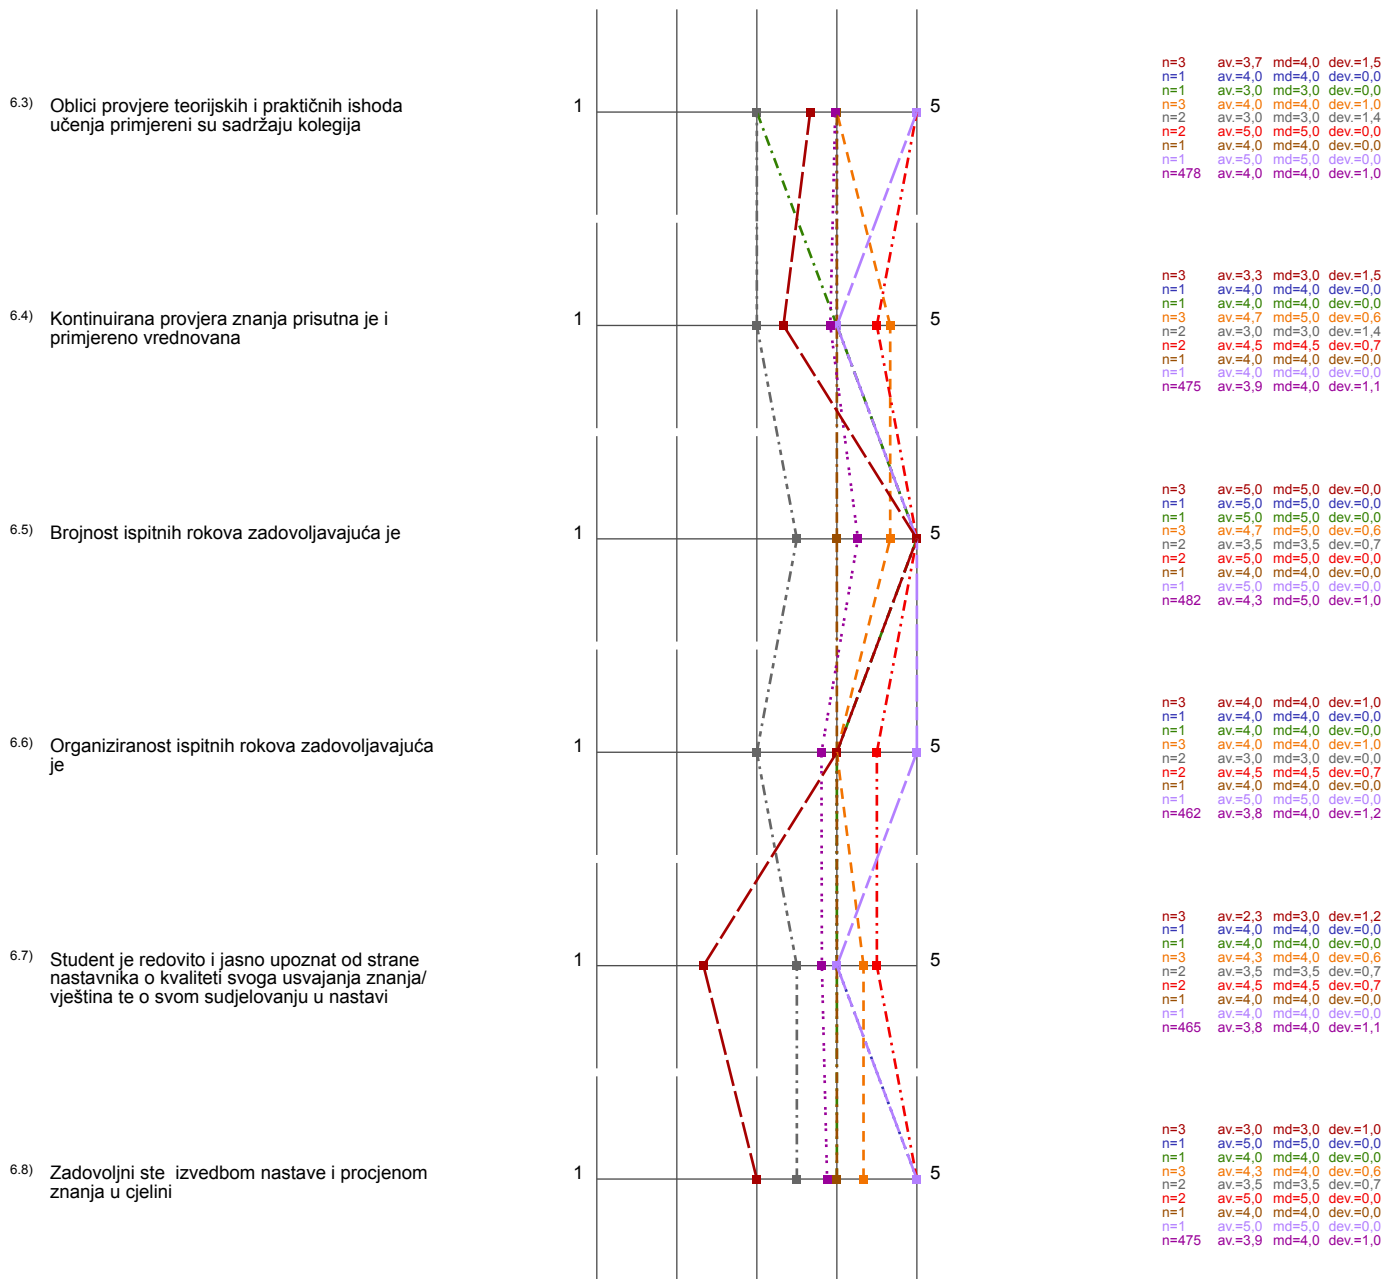 6.3) Oblici provjere teorijskih i praktičnih ishoda
učenja primjereni su sadržaju kolegija
1
5
n=3 av.=3,7 md=4,0 dev.=1,5
n=1 av.=4,0 md=4,0 dev.=0,0
n=1 av.=3,0 md=3,0 dev.=0,0
n=3 av.=4,0 md=4,0 dev.=1,0
n=2 av.=3,0 md=3,0 dev.=1,4
n=2 av.=5,0 md=5,0 dev.=0,0
n=1 av.=4,0 md=4,0 dev.=0,0
n=1 av.=5,0 md=5,0 dev.=0,0
n=478 av.=4,0 md=4,0 dev.=1,0
6.4) Kontinuirana provjera znanja prisutna je i
primjereno vrednovana
1
5
n=3 av.=3,3 md=3,0 dev.=1,5
n=1 av.=4,0 md=4,0 dev.=0,0
n=1 av.=4,0 md=4,0 dev.=0,0
n=3 av.=4,7 md=5,0 dev.=0,6
n=2 av.=3,0 md=3,0 dev.=1,4
n=2 av.=4,5 md=4,5 dev.=0,7
n=1 av.=4,0 md=4,0 dev.=0,0
n=1 av.=4,0 md=4,0 dev.=0,0
n=475 av.=3,9 md=4,0 dev.=1,1
6.5) Brojnost ispitnih rokova zadovoljavajuća je
1
5
n=3 av.=5,0 md=5,0 dev.=0,0
n=1 av.=5,0 md=5,0 dev.=0,0
n=1 av.=5,0 md=5,0 dev.=0,0
n=3 av.=4,7 md=5,0 dev.=0,6
n=2 av.=3,5 md=3,5 dev.=0,7
n=2 av.=5,0 md=5,0 dev.=0,0
n=1 av.=4,0 md=4,0 dev.=0,0
n=1 av.=5,0 md=5,0 dev.=0,0
n=482 av.=4,3 md=5,0 dev.=1,0
6.6) Organiziranost ispitnih rokova zadovoljavajuća
je
1
5
n=3 av.=4,0 md=4,0 dev.=1,0
n=1 av.=4,0 md=4,0 dev.=0,0
n=1 av.=4,0 md=4,0 dev.=0,0
n=3 av.=4,0 md=4,0 dev.=1,0
n=2 av.=3,0 md=3,0 dev.=0,0
n=2 av.=4,5 md=4,5 dev.=0,7
n=1 av.=4,0 md=4,0 dev.=0,0
n=1 av.=5,0 md=5,0 dev.=0,0
n=462 av.=3,8 md=4,0 dev.=1,2
6.7) Student je redovito i jasno upoznat od strane
nastavnika o kvaliteti svoga usvajanja znanja/
vještina te o svom sudjelovanju u nastavi
1
5
n=3 av.=2,3 md=3,0 dev.=1,2
n=1 av.=4,0 md=4,0 dev.=0,0
n=1 av.=4,0 md=4,0 dev.=0,0
n=3 av.=4,3 md=4,0 dev.=0,6
n=2 av.=3,5 md=3,5 dev.=0,7
n=2 av.=4,5 md=4,5 dev.=0,7
n=1 av.=4,0 md=4,0 dev.=0,0
n=1 av.=4,0 md=4,0 dev.=0,0
n=465 av.=3,8 md=4,0 dev.=1,1
6.8) Zadovoljni ste izvedbom nastave i procjenom
znanja u cjelini
1
5
n=3 av.=3,0 md=3,0 dev.=1,0
n=1 av.=5,0 md=5,0 dev.=0,0
n=1 av.=4,0 md=4,0 dev.=0,0
n=3 av.=4,3 md=4,0 dev.=0,6
n=2 av.=3,5 md=3,5 dev.=0,7
n=2 av.=5,0 md=5,0 dev.=0,0
n=1 av.=4,0 md=4,0 dev.=0,0
n=1 av.=5,0 md=5,0 dev.=0,0
n=475 av.=3,9 md=4,0 dev.=1,0